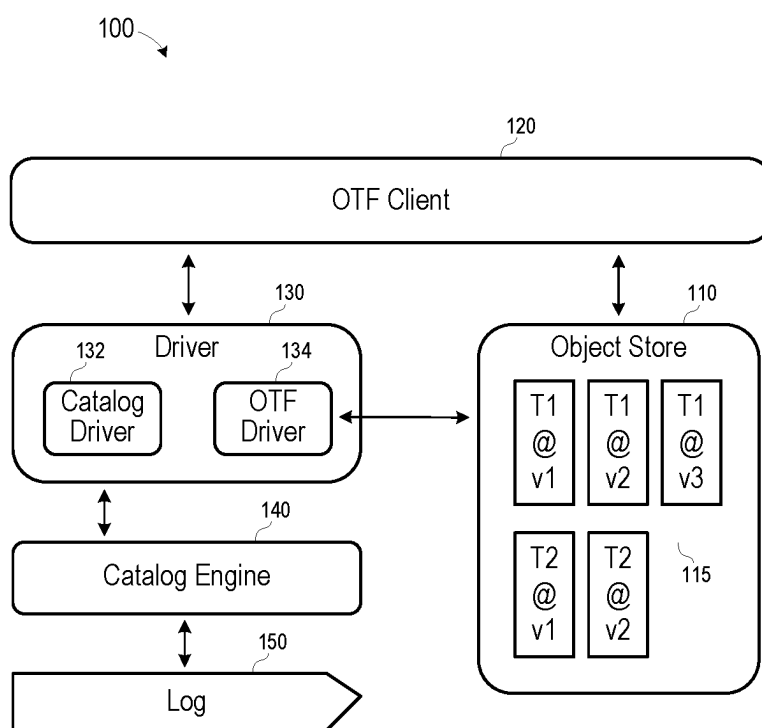 100
120
OTF Client
130
110
Driver
Object Store
132
134
Catalog
Driver
OTF
Driver
T1
@
v1
T1
@
v2
T1
@
v3
140
Catalog Engine
T2
@
v1
T2
@
v2
115
150
Log